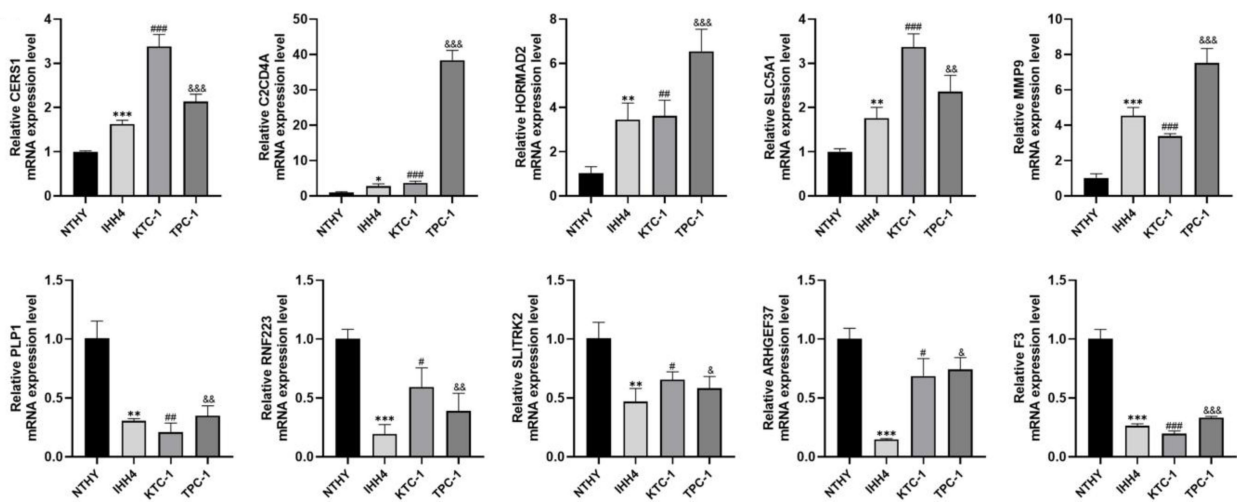 Relative CERS1
mRNA expression level
4
3
2
1
0
***
###
&&&
NTHY
IHH4
KTC-1
TPC-1
Relative C2CD4A
mRNA expression level
50
40
30
20
10
0
*
###
&&&
NTHY
IHH4
KTC-1
TPC-1
Relative HORMAD2
mRNA expression level
8
6
4
2
0
**
##
&&&
NTHY
IHH4
KTC-1
TPC-1
Relative SLC5A1
mRNA expression level
4
3
2
1
0
**
###
&&
NTHY
IHH4
KTC-1
TPC-1
Relative MMP9
mRNA expression level
10
8
6
4
2
0
***
###
&&&
NTHY
IHH4
KTC-1
TPC-1
Relative PLP1
mRNA expression level
1.5
1.0
0.5
0.0
**
##
&&
NTHY
IHH4
KTC-1
TPC-1
Relative RNF223
mRNA expression level
1.5
1.0
0.5
0.0
***
#
&&
NTHY
IHH4
KTC-1
TPC-1
Relative SLITRK2
mRNA expression level
1.5
1.0
0.5
0.0
**
#
&
NTHY
IHH4
KTC-1
TPC-1
Relative ARHGEF37
mRNA expression level
1.5
1.0
0.5
0.0
***
#
&
NTHY
IHH4
KTC-1
TPC-1
Relative F3
mRNA expression level
1.5
1.0
0.5
0.0
***
###
&&&
NTHY
IHH4
KTC-1
TPC-1